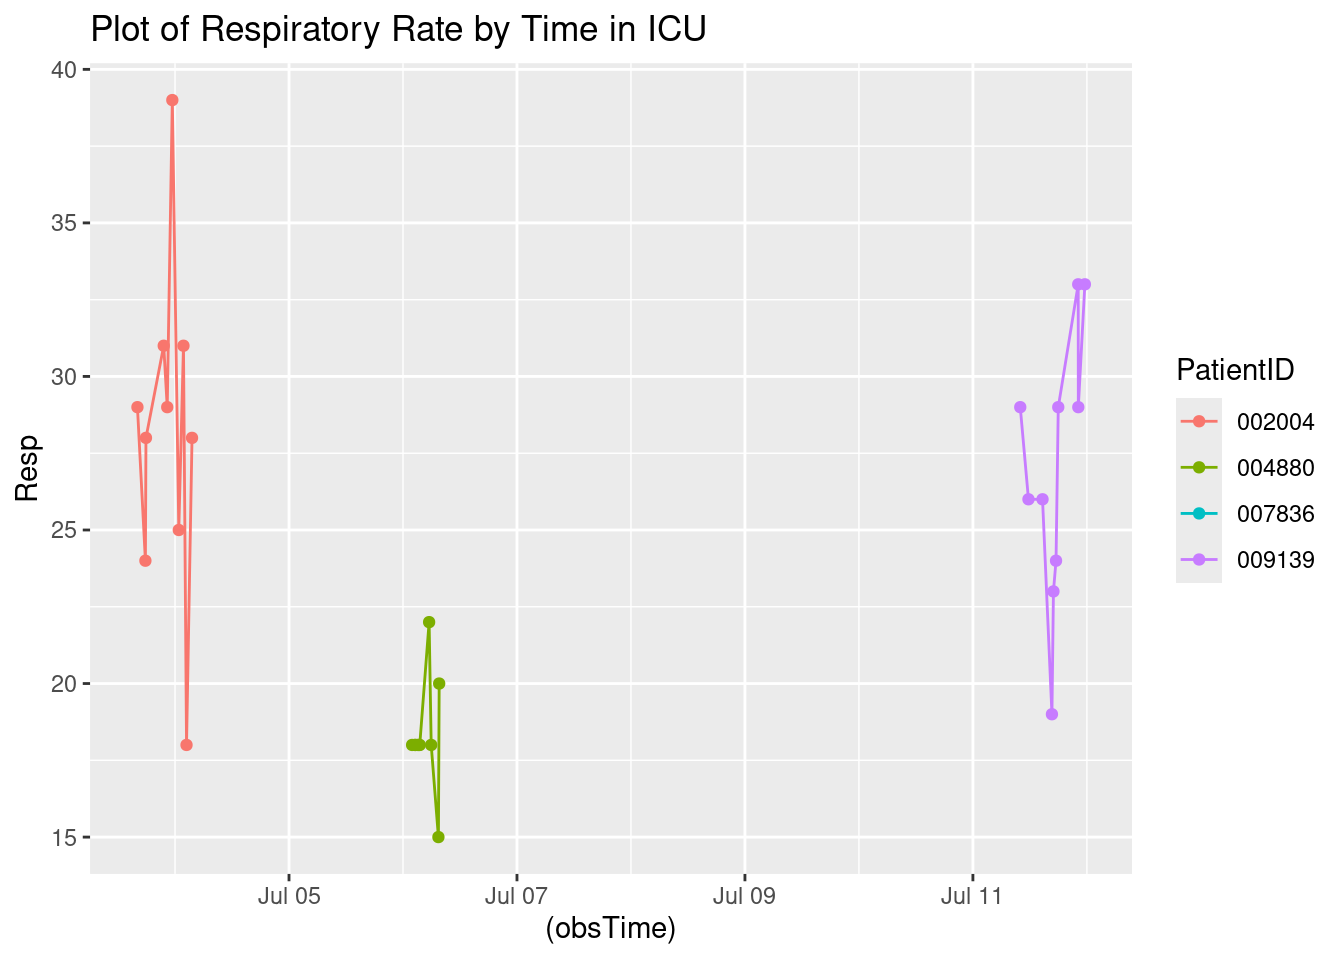 Plot of Respiratory Rate by Time in ICU
40
35
30
25
20
15
Resp
Jul 05
Jul 07
Jul 09
Jul 11
(obsTime)
PatientID
002004
004880
007836
009139